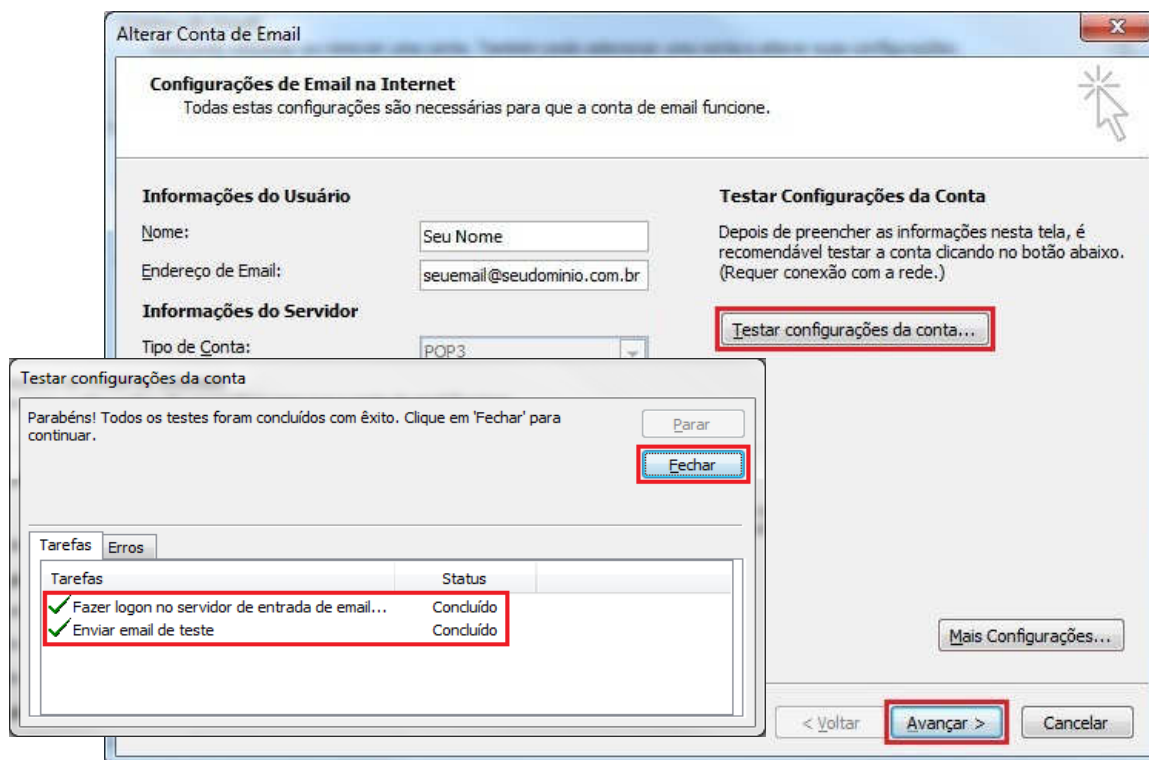 Alterar Conta de Email
Configurações de Email na Internet
Todas estas configurações são necessárias para que a conta de email funcione.
Informações do Usuário
Nome:
Seu Nome
Endereço de Email:
seuemail@seudominio.com.br
Informações do Servidor
Tipo de Conta:
POP3
Testar Configurações da Conta
Depois de preencher as informações nesta tela, é
recomendável testar a conta clicando no botão abaixo.
(Requer conexão com a rede.)
Testar configurações da conta...
Testar configurações da conta
Parabéns! Todos os testes foram concluídos com êxito. Clique em 'Fechar' para
continuar.
Parar
Fechar
Tarefas
Erros
Tarefas Status
Fazer logon no servidor de entrada de email... Concluído
Enviar email de teste Concluído
Mais Configurações...
< Voltar
Avançar >
Cancelar